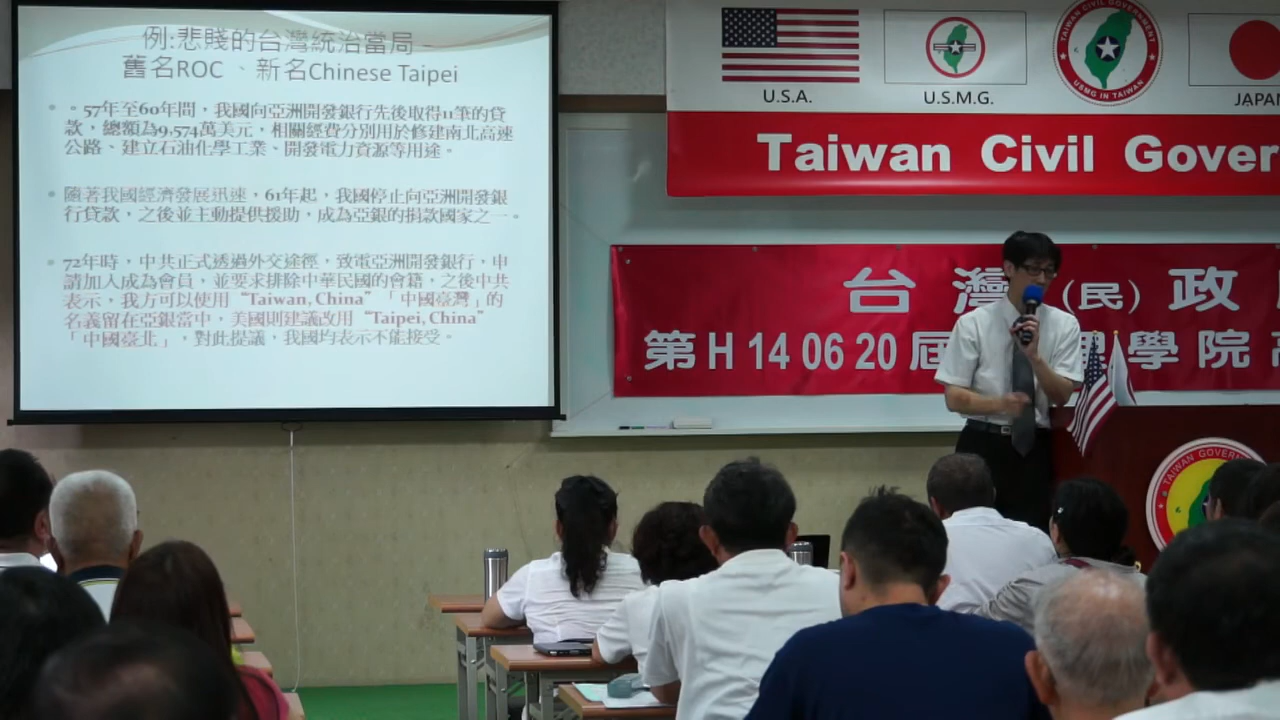 例:悲賤的台灣統治當局 –
舊名ROC 、新名Chinese Taipei
。57年至60年間，我國向亞洲開發銀行先後取得11筆的貸
款，總額為9,574萬美元，相關經費分別用於修建南北高速
公路、建立石油化學工業、開發電力資源等用途。
隨著我國經濟發展迅速，61年起，我國停止向亞洲開發銀
行貸款，之後並主動提供援助，成為亞銀的捐款國家之一。
72年時，中共正式透過外交途徑，致電亞洲開發銀行，申
請加入成為會員，並要求排除中華民國的會籍，之後中共
表示，我方可以使用“Taiwan, China”「中國臺灣」的
名義留在亞銀當中，美國則建議改用“Taipei, China”
「中國臺北」，對此提議，我國均表示不能接受。
U.S.A.
U.S.M.G.
TAIWAN CIVIL GOVERNMENT
USMG IN TAIWAN
JAPAN
Taiwan Civil Gover
台灣(民)政
第H 14 06 20屆 學院
TAIWAN GOVERN